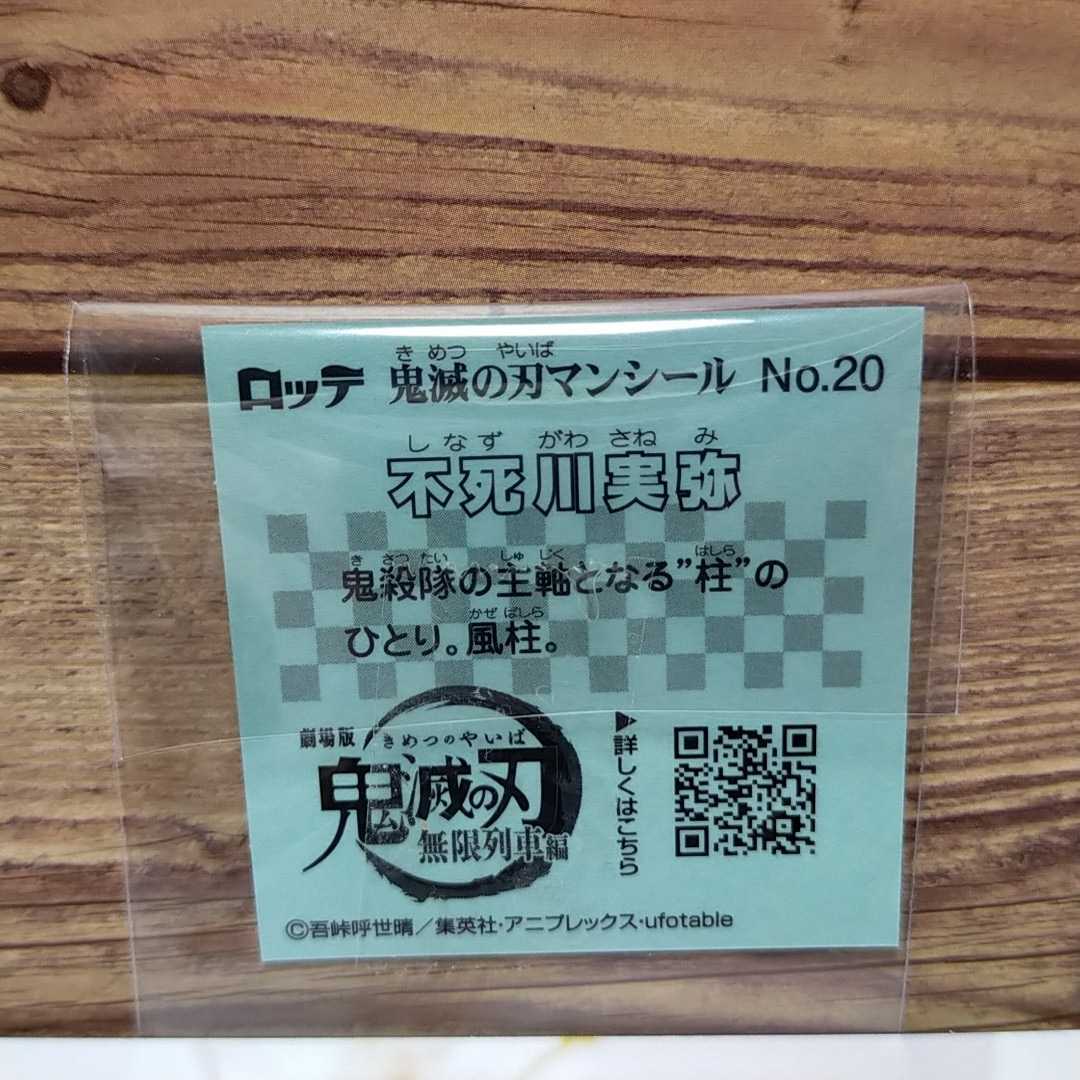 きめつ やいば
ロッテ 鬼滅の刃マンシール No.20
しなずがわ さねみ
不死川実弥
きさつたい しゅじく はしら
鬼殺隊の主軸となる”柱”の
かぜばしら
ひとり。風柱。
劇場版 きめつのやいば
鬼滅の刃
無限列車編
▶詳しくはこちら
©吾峠呼世晴／集英社・アニプレックス・ufotable